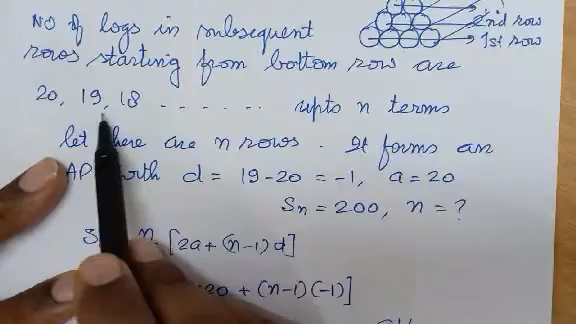 No of logs in subsequent
2nd row
1st row
rows starting from bottom row are
20, 19, 18 - - - - - - - upto n terms
let there are n rows. It forms an
AP with d = 19-20 = -1, a = 20
Sn = 200, n = ?
[2a+(n-1)d]
20 + (n-1)(-1)]